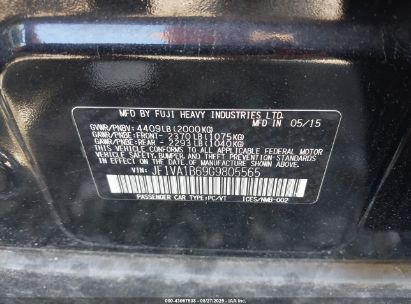 MFD BY FUJI HEAVY INDUSTRIES LTD.
MFD IN 05/15
GVWR/PNBV: 4409LB(2000KG)
GAWR/PNBE:FRONT- 2370LB(1075KG)
GAWR/PNBE:REAR - 2293LB(1040KG)
THIS VEHICLE CONFORMS TO ALL APPLICABLE FEDERAL
MOTOR VEHICLE SAFETY, BUMPER, AND THEFT PREVENTION STANDARDS
IN EFFECT ON THE DATE OF MANUFACTURE SHOWN ABOVE.
VIN: JF1VA1B69G9805565
PASSENGER CAR TYPE:PC/VT ICES/NMB-002